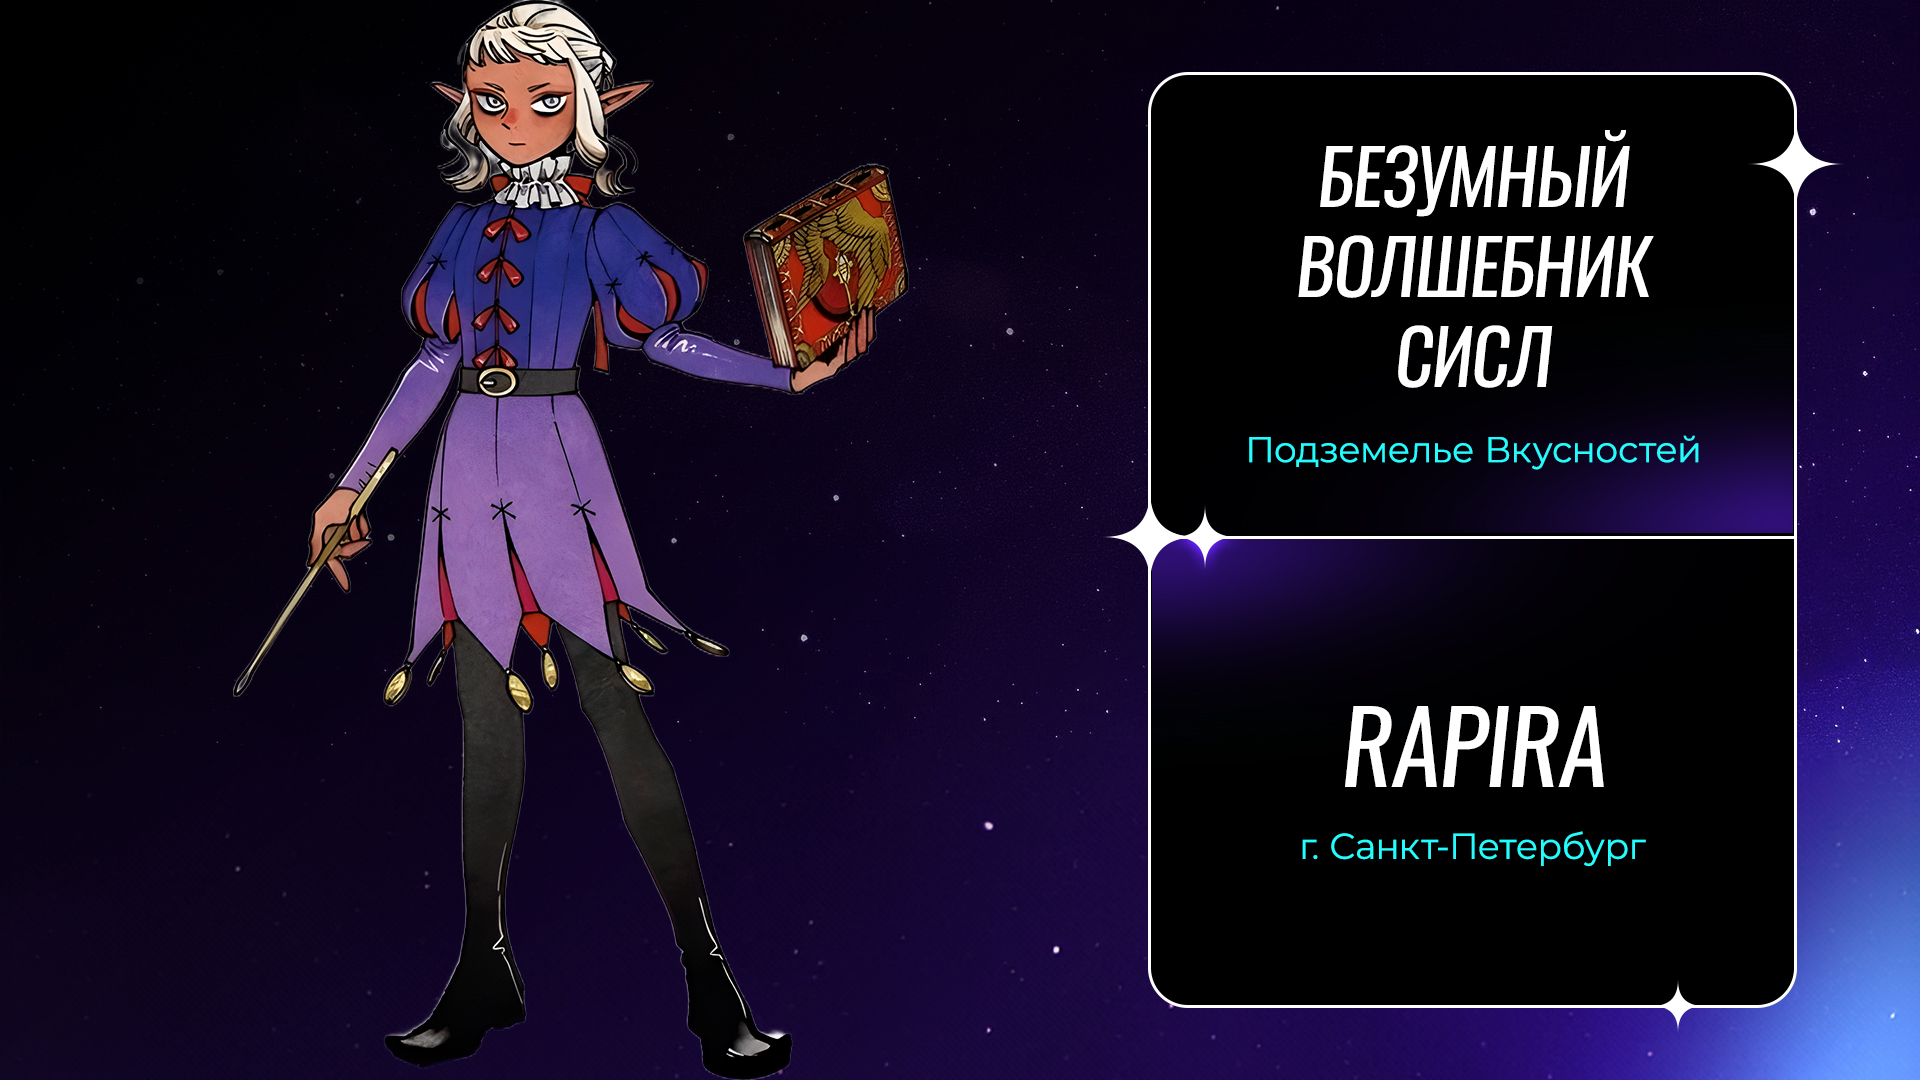 БЕЗУМНЫЙ
ВОЛШЕБНИК
СИСЛ
Подземелье Вкусностей
RAPIRA
г. Санкт-Петербург